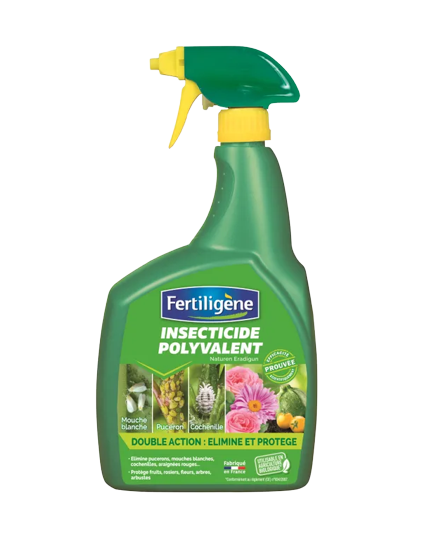 Fertiligène
INSECTICIDE
POLYVALENT
Naturen Eradigun
EFFICACITÉ
PROUVÉE
Mouche
blanche
Puceron
Cochenille
DOUBLE ACTION : ELIMINE ET PROTEGE
• Elimine pucerons, mouches blanches,
cochenilles, araignées rouges...
• Protège fruits, rosiers, fleurs, arbres,
arbustes
Fabriqué
EN FRANCE
UTILISABLE EN
AGRICULTURE
BIOLOGIQUE